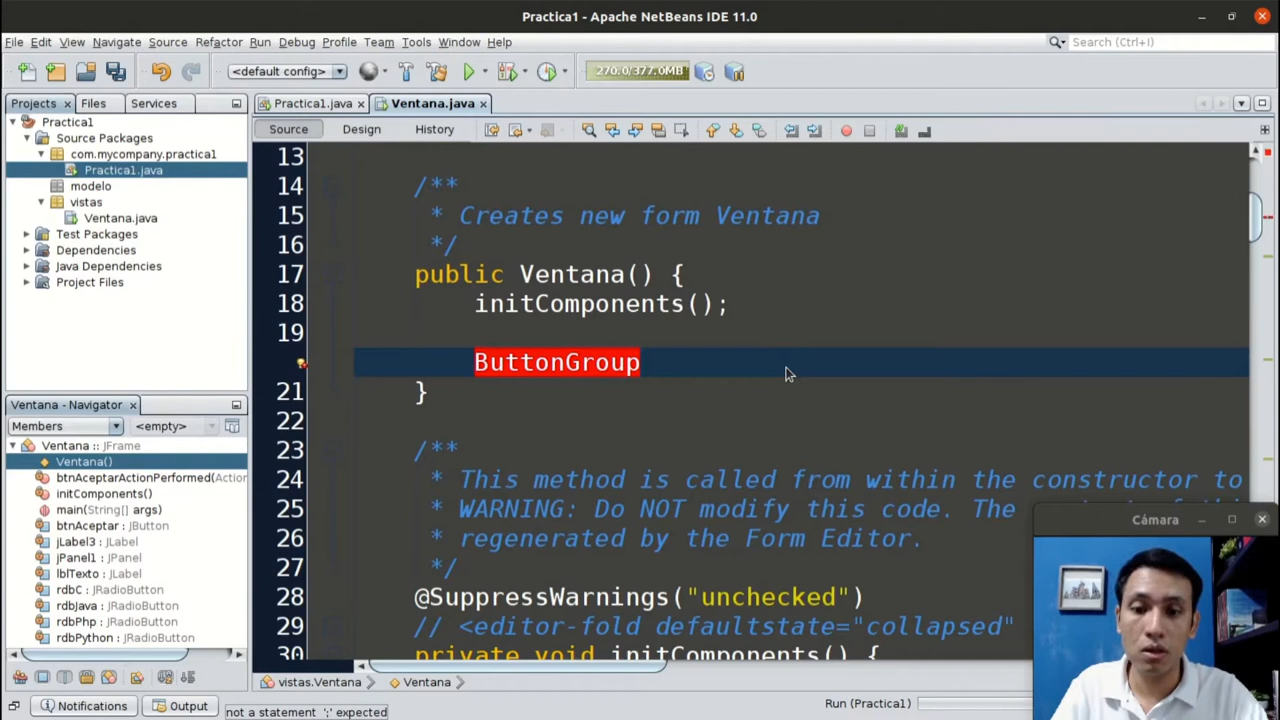 Practica1 - Apache NetBeans IDE 11.0
File Edit View Navigate Source Refactor Run Debug Profile Team Tools Window Help
Search (Ctrl+I)
<default config>
270.0/377.0MB
Projects Files Services
Practica1.java Ventana.java
Source Design History
Practica1
Source Packages
com.mycompany.practica1
Practica1.java
modelo
vistas
Ventana.java
Test Packages
Dependencies
Java Dependencies
Project Files
Ventana - Navigator
Members <empty>
Ventana :: JFrame
Ventana()
btnAceptarActionPerformed(Action
initComponents()
main(String[] args)
btnAceptar : JButton
jLabel3 : JLabel
jPanel1 : JPanel
lblTexto : JLabel
rdbC : JRadioButton
rdbJava : JRadioButton
rdbPhp : JRadioButton
rdbPython : JRadioButton
13
14 /**
15 * Creates new form Ventana
16 */
17 public Ventana() {
18 initComponents();
19
ButtonGroup
21 }
22
23 /**
24 * This method is called from within the constructor to
25 * WARNING: Do NOT modify this code. The
26 * regenerated by the Form Editor.
27 */
28 @SuppressWarnings("unchecked")
29 // <editor-fold defaultstate="collapsed"
30 private void initComponents() {
Cámara
vistas.Ventana Ventana
Notifications Output
not a statement ';' expected
Run (Practica1)